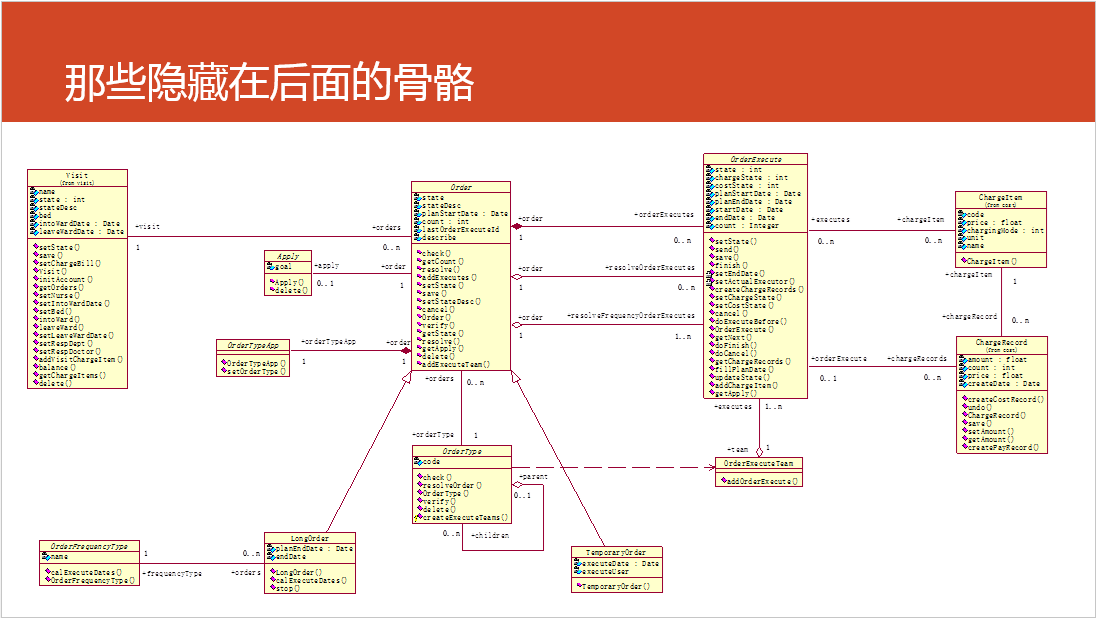 那些隐藏在后面的骨骼
Visit
(from visit)
name
state : int
stateDesc
bed
intoWardDate : Date
leaveWardDate : Date
setState()
save()
setChargeBill()
Visit()
initAccount()
getOrders()
setNurse()
setIntoWardDate()
setBed()
intoWard()
leaveWard()
setLeaveWardDate()
setRespDept()
setRespDoctor()
addVisitChargeItem()
balance()
getChargeItems()
delete()
+visit
1
+orders
0..n
Apply
goal
Apply()
delete()
+apply
0..1
+order
1
OrderTypeApp
OrderTypeApp()
setOrderType()
+orderTypeApp
1
+order
1
Order
state
stateDesc
planStartDate : Date
count : int
lastOrderExecuteId
describe
check()
getCount()
resolve()
addExecutes()
setState()
save()
setStateDesc()
cancel()
Order()
verify()
getState()
resolve()
getApply()
delete()
addExecuteTeam()
+order
1
+orderExecutes
0..n
+order
1
+resolveOrderExecutes
0..n
+order
1
+resolveFrequencyOrderExecutes
1..n
OrderExecute
state : int
chargeState : int
costState : int
planStartDate : Date
planEndDate : Date
startDate : Date
endDate : Date
count : Integer
setState()
send()
save()
finish()
setEndDate()
setActualExecutor()
createChargeRecords()
setChargeState()
setCostState()
cancel()
doExecuteBefore()
OrderExecute()
getNext()
doFinish()
doCancel()
getChargeRecords()
fillPlanDate()
updateState()
addChargeItem()
getApply()
+executes
0..n
+chargeItem
0..n
ChargeItem
(from cost)
code
price : float
chargingMode : int
unit
name
ChargeItem()
+chargeItem
1
+chargeRecord
0..n
ChargeRecord
(from cost)
amount : float
count : int
price : float
createDate : Date
createCostRecord()
undo()
ChargeRecord()
save()
setAmount()
getAmount()
createPayRecord()
+orderExecute
0..1
+chargeRecords
0..n
+executes
1..n
+team
1
OrderExecuteTeam
addOrderExecute()
+orders
0..n
+orderType
1
OrderType
code
check()
resolveOrder()
OrderType()
verify()
delete()
createExecuteTeams()
+parent
0..1
0..n
+children
OrderFrequencyType
name
calExecuteDates()
OrderFrequencyType()
1
+frequencyType
0..n
+orders
LongOrder
planEndDate : Date
endDate
LongOrder()
calExecuteDates()
stop()
TemporaryOrder
executeDate : Date
executeUser
TemporaryOrder()